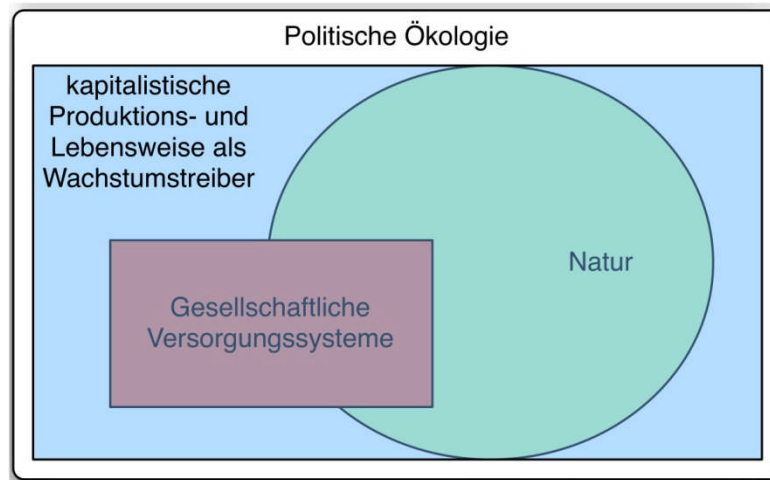 Politische Ökologie
kapitalistische
Produktions- und
Lebensweise als
Wachstumstreiber
Natur
Gesellschaftliche
Versorgungssysteme